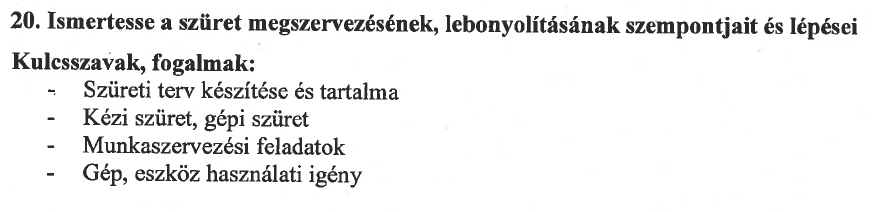 20. Ismertesse a szüret megszervezésének, lebonyolításának szempontjait és lépései
Kulcsszavak, fogalmak:
- Szüreti terv készítése és tartalma
- Kézi szüret, gépi szüret
- Munkaszervezési feladatok
- Gép, eszköz használati igény